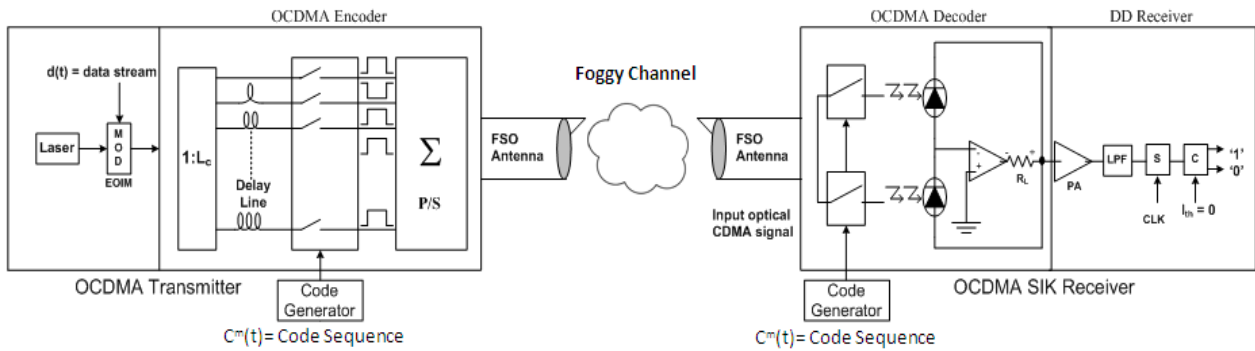 OCDMA Encoder
d(t) = data stream
Laser
MOD
EOIM
1:Lc
Delay
Line
Σ
P/S
Code
Generator
OCDMA Transmitter
Cᵐ(t)= Code Sequence
FSO
Antenna
Foggy Channel
FSO
Antenna
Input optical
CDMA signal
OCDMA Decoder
DD Receiver
-
+
-
+
RL
PA
LPF
S
C
'1'
'0'
CLK
Ith = 0
Code
Generator
OCDMA SIK Receiver
Cᵐ(t)= Code Sequence